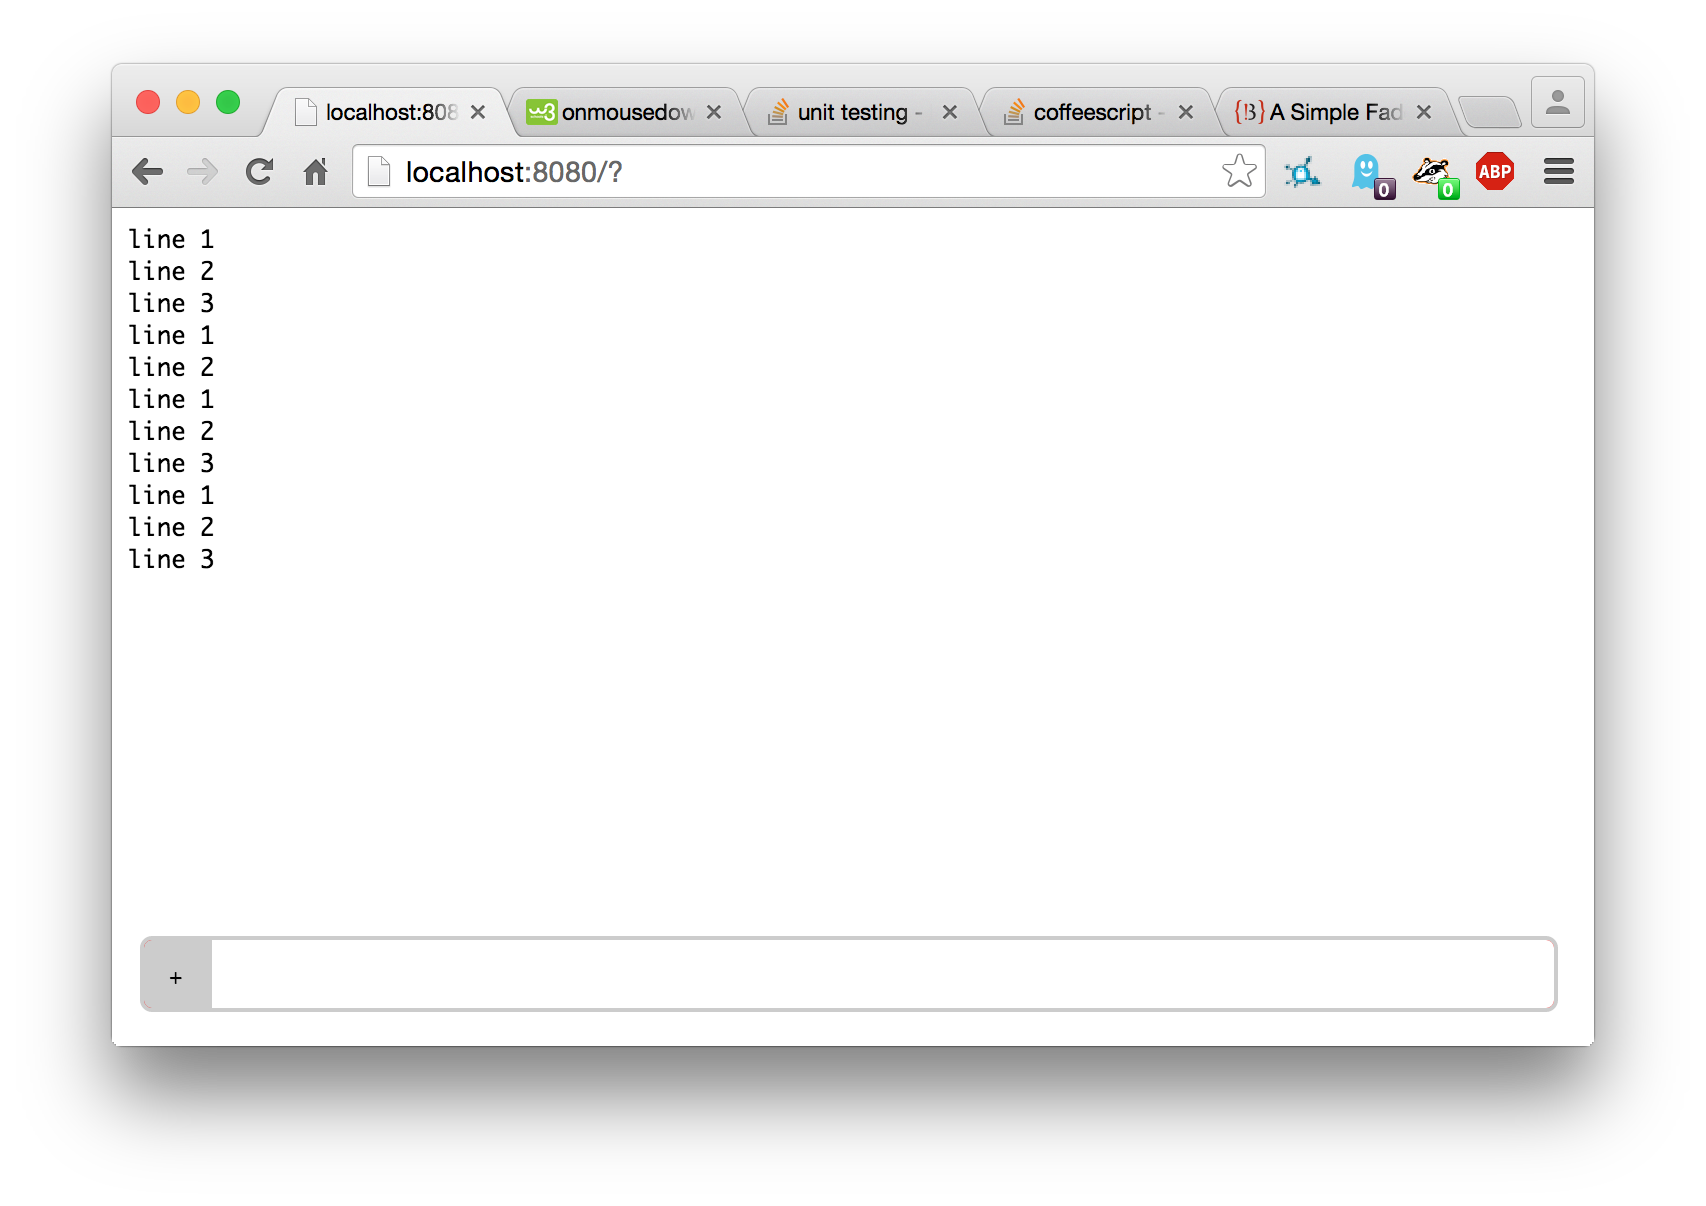 localhost:808
w3 onmousedow
unit testing -
coffeescript -
{B} A Simple Fad
localhost:8080/?
0
0
ABP
line 1
line 2
line 3
line 1
line 2
line 1
line 2
line 3
line 1
line 2
line 3
+